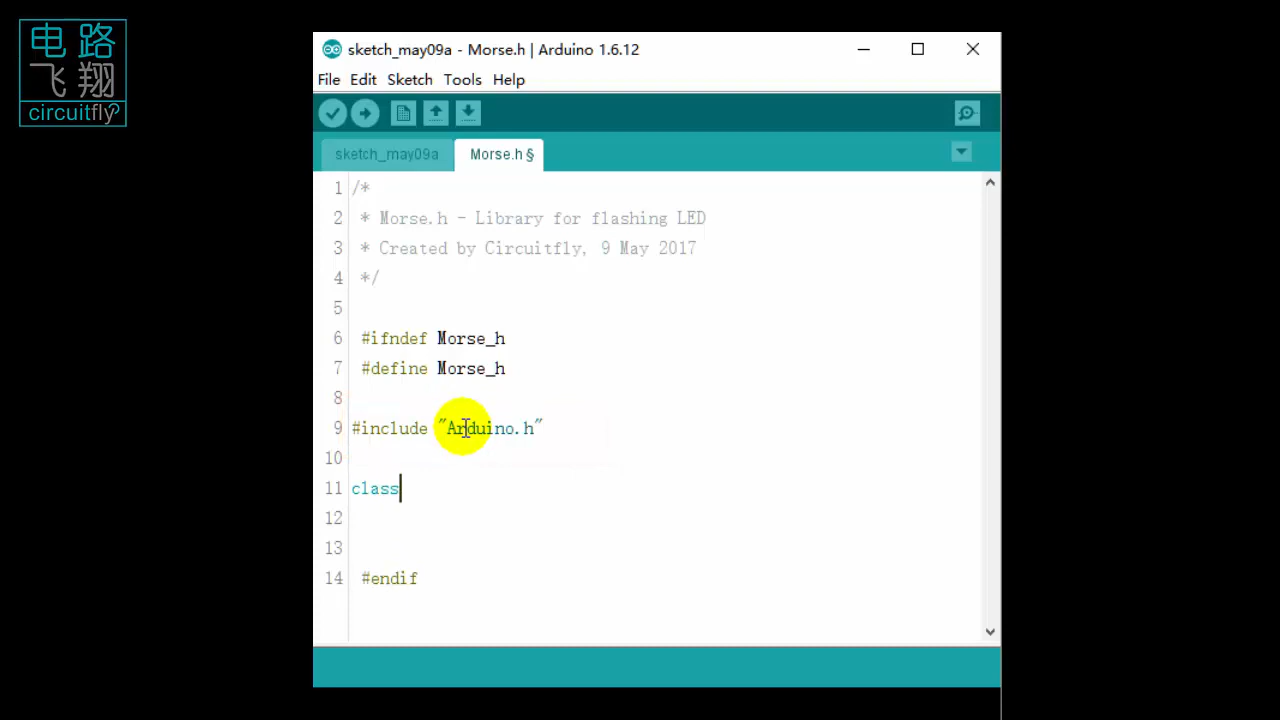 电路
飞翔
circuitfly
sketch_may09a - Morse.h | Arduino 1.6.12
File Edit Sketch Tools Help
sketch_may09a Morse.h §
1 /*
2 * Morse.h - Library for flashing LED
3 * Created by Circuitfly, 9 May 2017
4 */
5
6 #ifndef Morse_h
7 #define Morse_h
8
9 #include "Arduino.h"
10
11 class
12
13
14 #endif